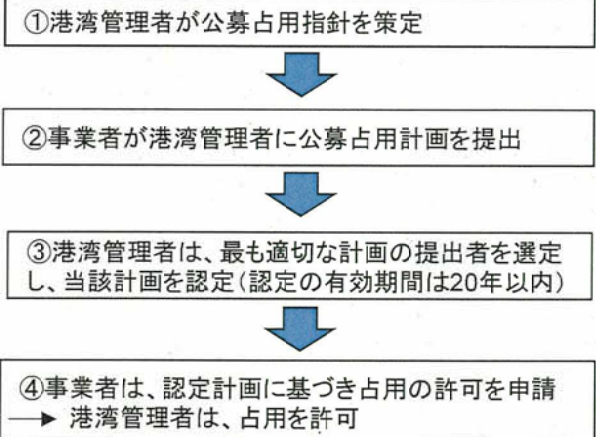 ①港湾管理者が公募占用指針を策定
②事業者が港湾管理者に公募占用計画を提出
③港湾管理者は、最も適切な計画の提出者を選定
し、当該計画を認定(認定の有効期間は20年以内)
④事業者は、認定計画に基づき占用の許可を申請
→ 港湾管理者は、占用を許可